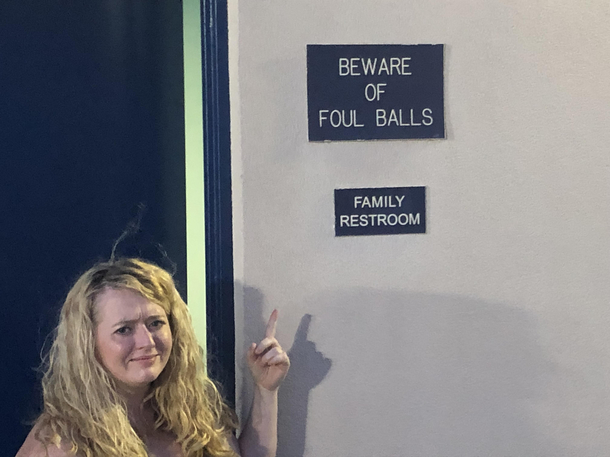 BEWARE
OF
FOUL BALLS
FAMILY
RESTROOM